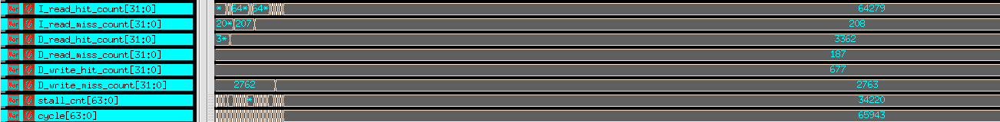 I_read_hit_count[31:0] * 64* 64* 64279
I_read_miss_count[31:0] 20* 207 208
D_read_hit_count[31:0] 3* 3362
D_read_miss_count[31:0] 187
D_write_hit_count[31:0] 677
D_write_miss_count[31:0] 2762 2763
stall_cnt[63:0] * 34220
cycle[63:0] 65943